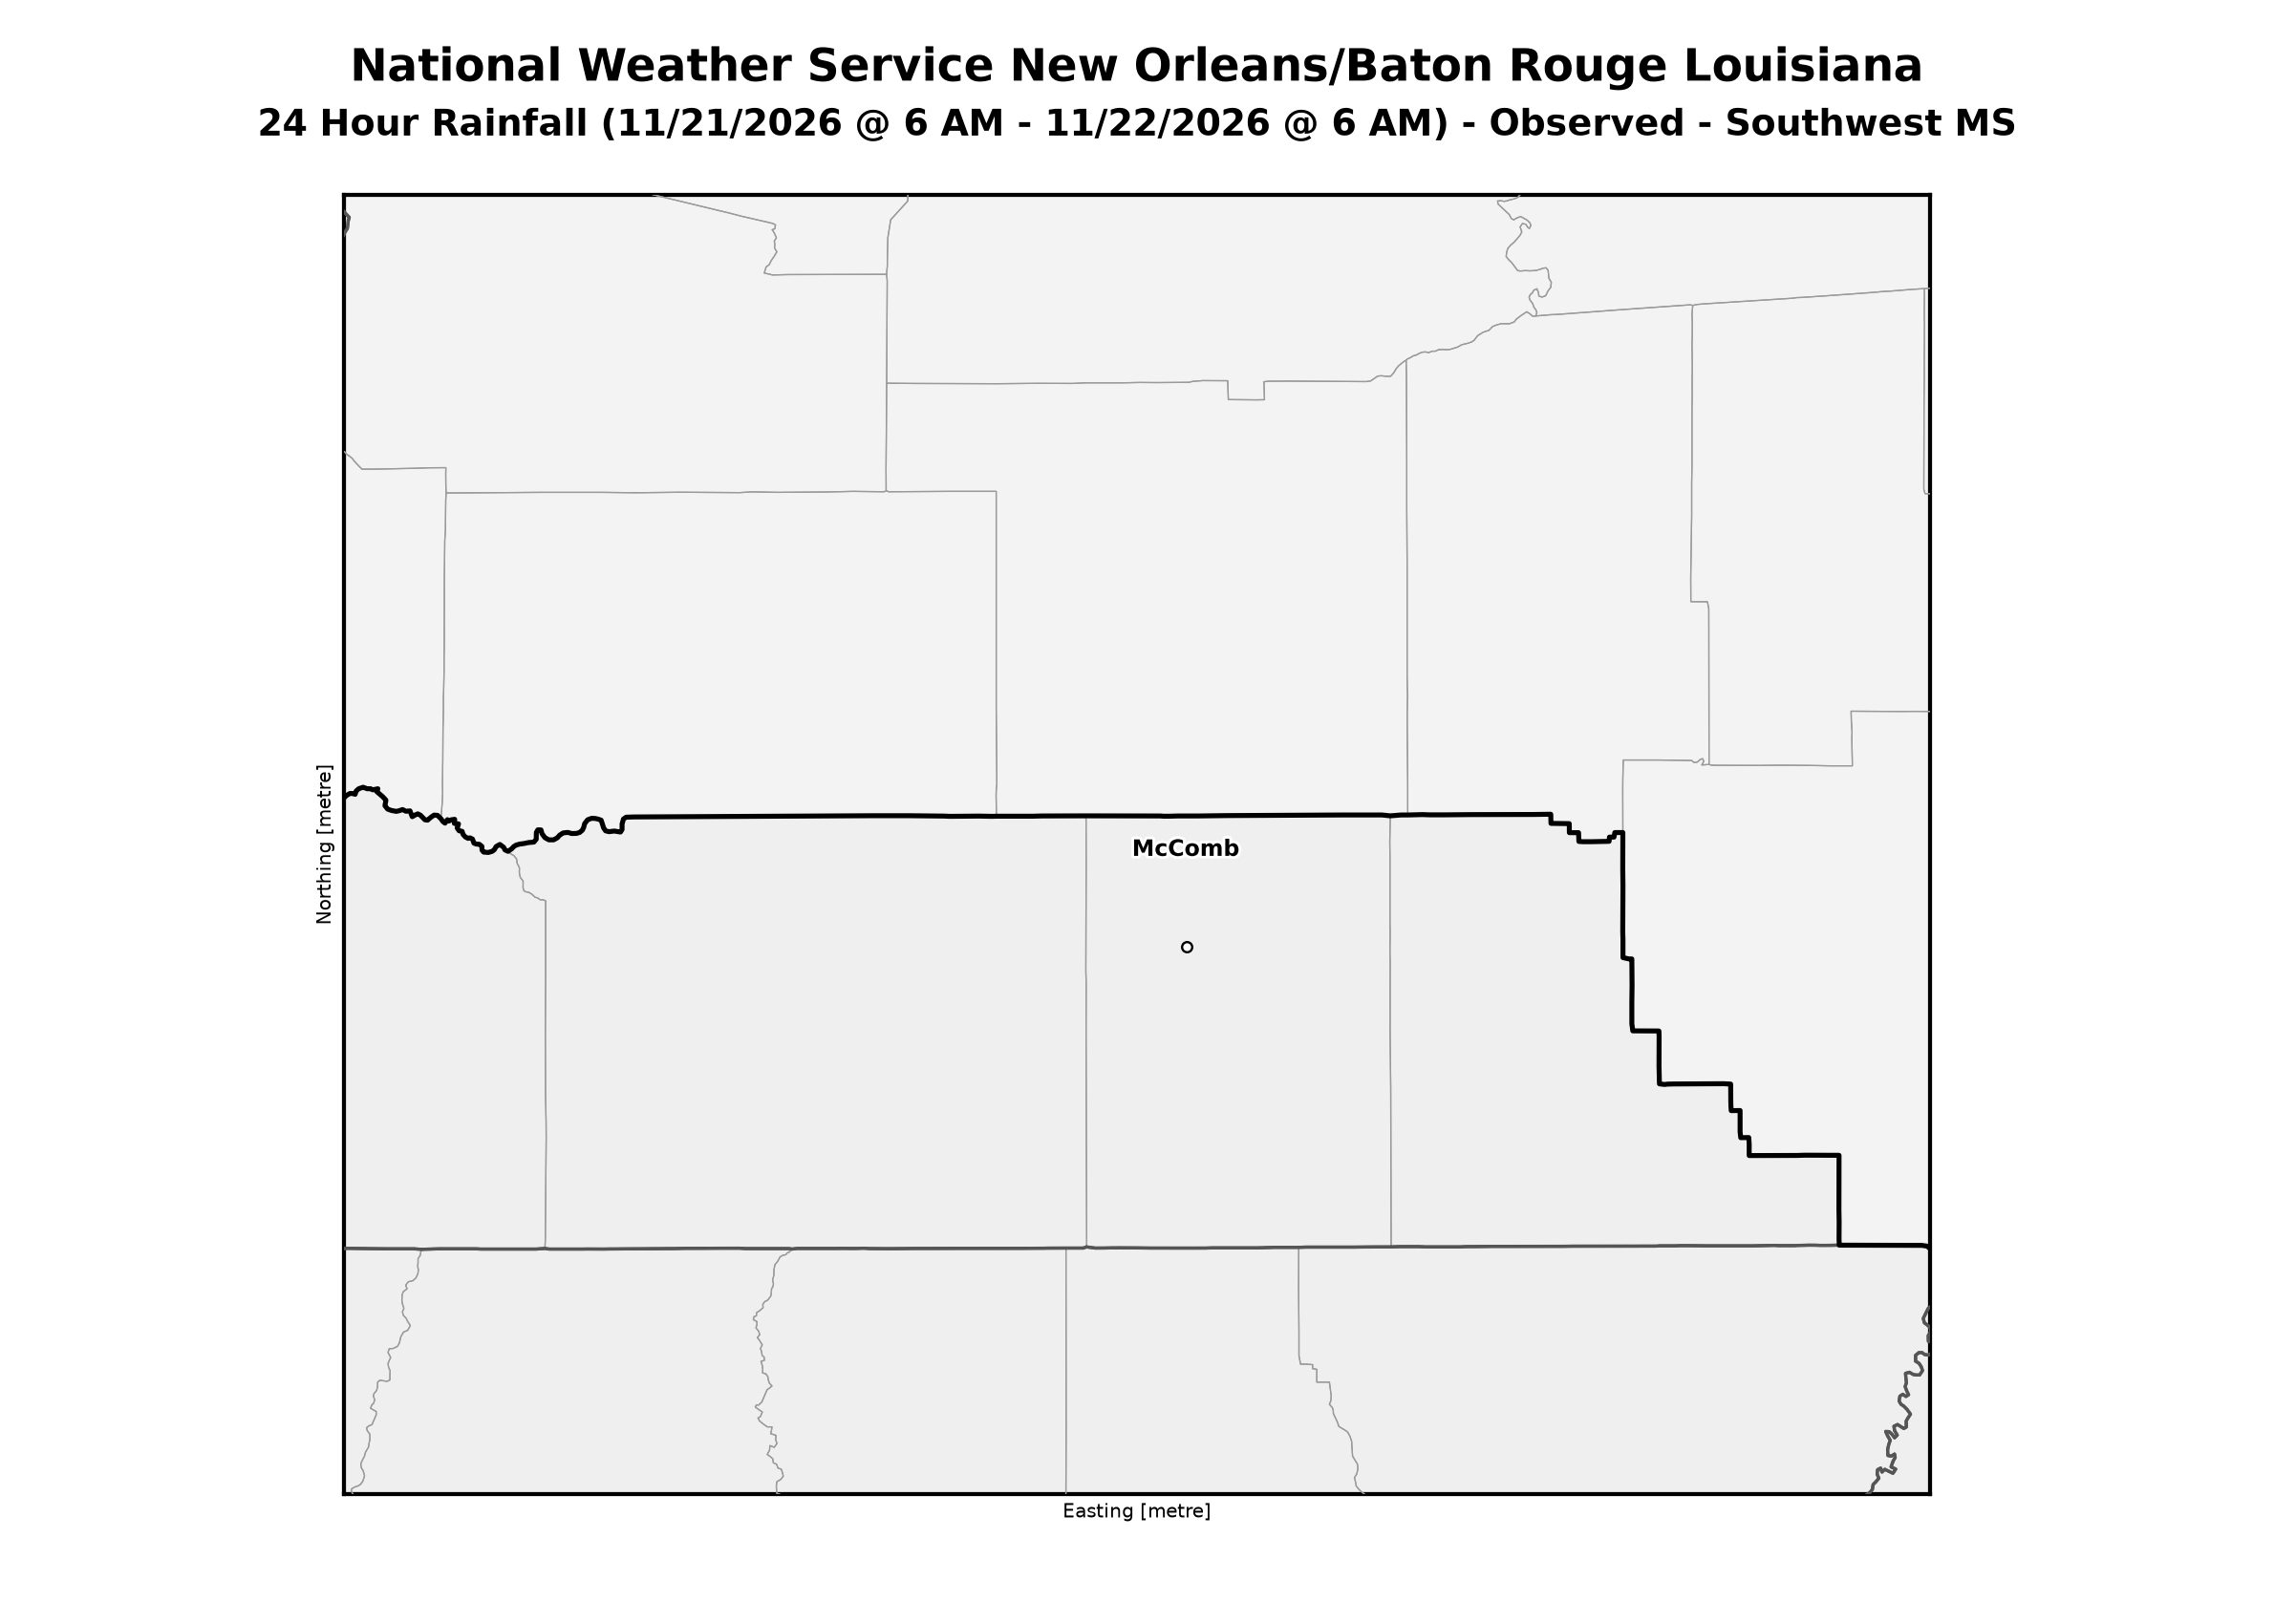 National Weather Service New Orleans/Baton Rouge Louisiana
24 Hour Rainfall (11/21/2026 @ 6 AM - 11/22/2026 @ 6 AM) - Observed - Southwest MS
McComb
Northing [metre]
Easting [metre]